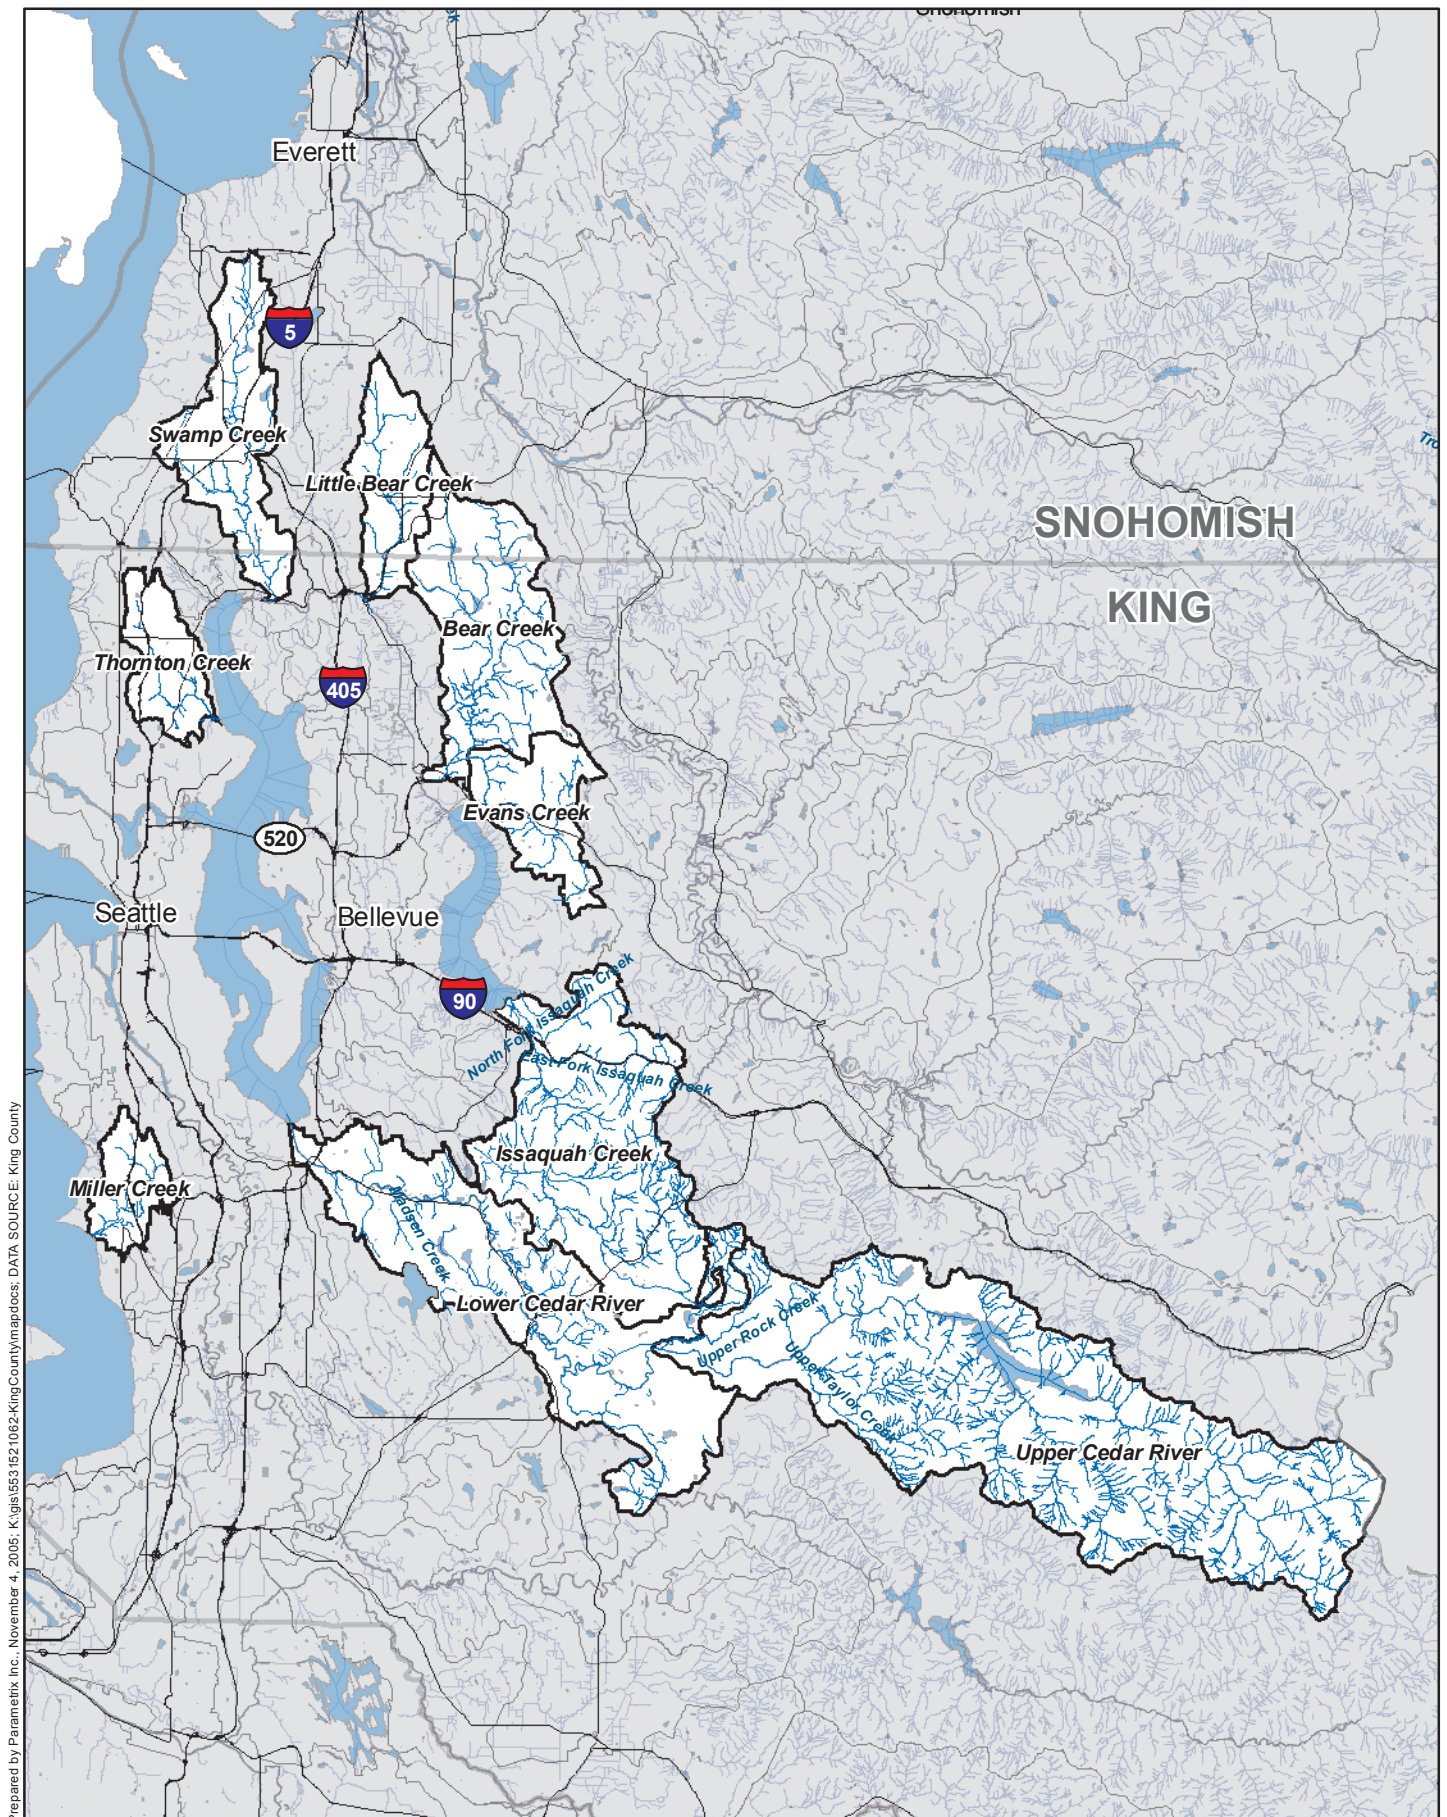 Snohomish
Everett
5
Swamp Creek
Little Bear Creek
SNOHOMISH
KING
Bear Creek
Thornton Creek
405
Evans Creek
520
Seattle
Bellevue
90
North Fork Issaquah Creek
East Fork Issaquah Creek
Issaquah Creek
Miller Creek
Madsen Creek
Lower Cedar River
Upper Rock Creek
Upper Taylor Creek
Upper Cedar River
Prepared by Parametrix Inc., November 4, 2005; K:\gis\5531521062-KingCounty\mapdocs; DATA SOURCE: King County